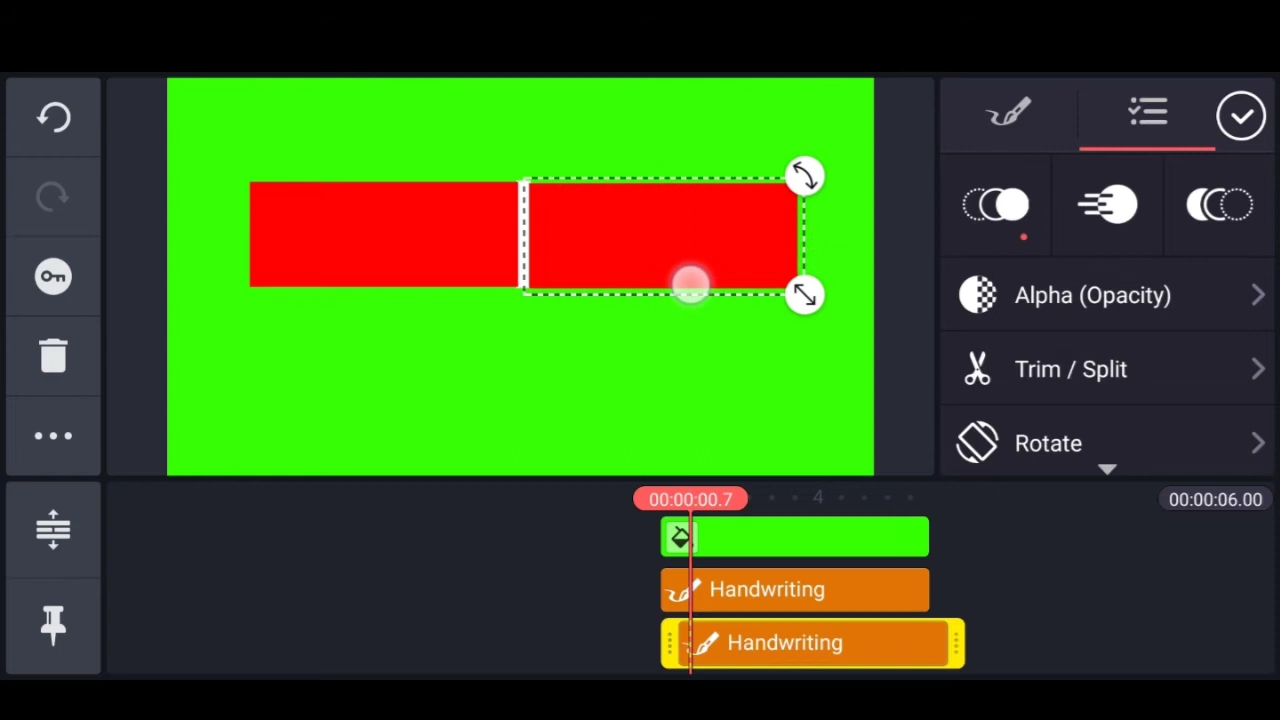 Alpha (Opacity)
Trim / Split
Rotate
00:00:00.7
4
00:00:06.00
Handwriting
Handwriting